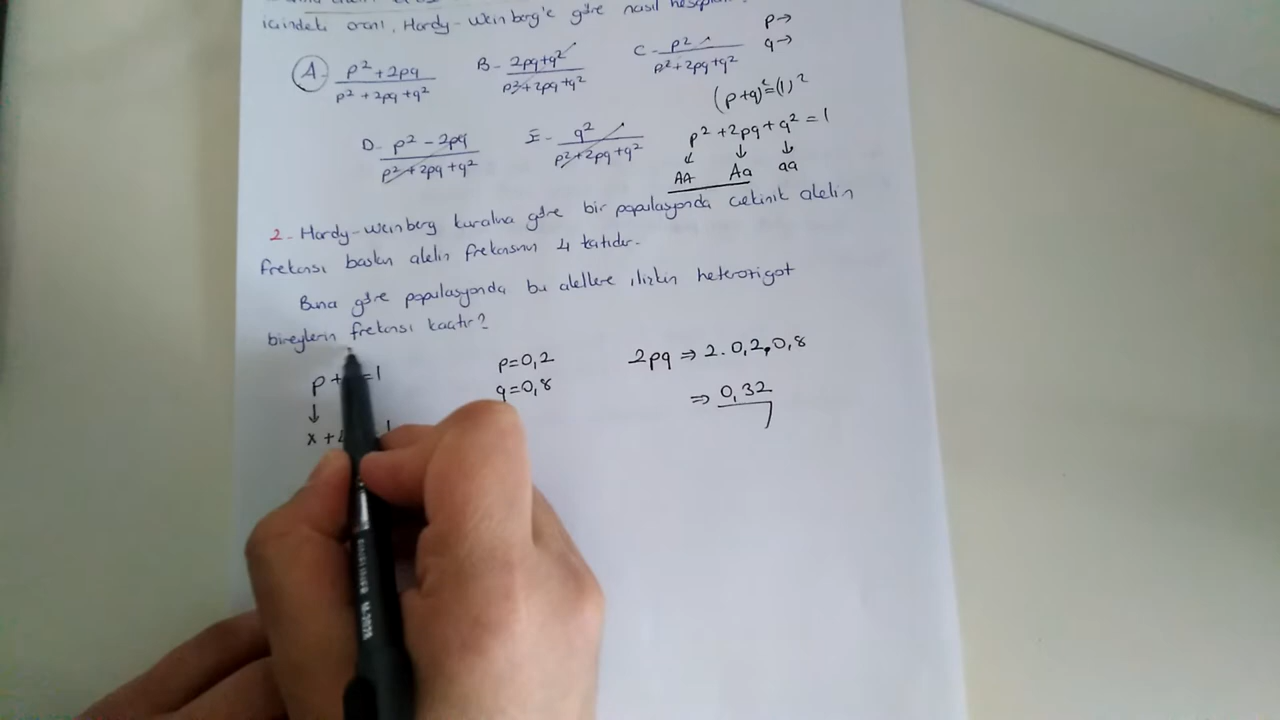 içindeki oranı, Hardy-Weinberg'e göre nasıl
p→
q→
A- p²+2pq / p²+2pq+q²
B- 2pq+q² / p²+2pq+q²
C- p² / p²+2pq+q²
(p+q)²=(1)²
D- p²-2pq / p²+2pq+q²
E- q² / p²+2pq+q²
p²+2pq+q²=1
↓ ↓ ↓
AA Aa aa
2- Hardy-Weinberg kuralına göre bir populasyonda çekinik alelin
frekansı baskın alelin frekansının 4 katıdır.
Buna göre populasyonda bu alellere ilişkin heterozigot
bireylerin frekansı kaçtır?
p+ =1
↓
x+ 1
p=0,2
q=0,8
2pq ⇒ 2.0,2,0,8
⇒ 0,32